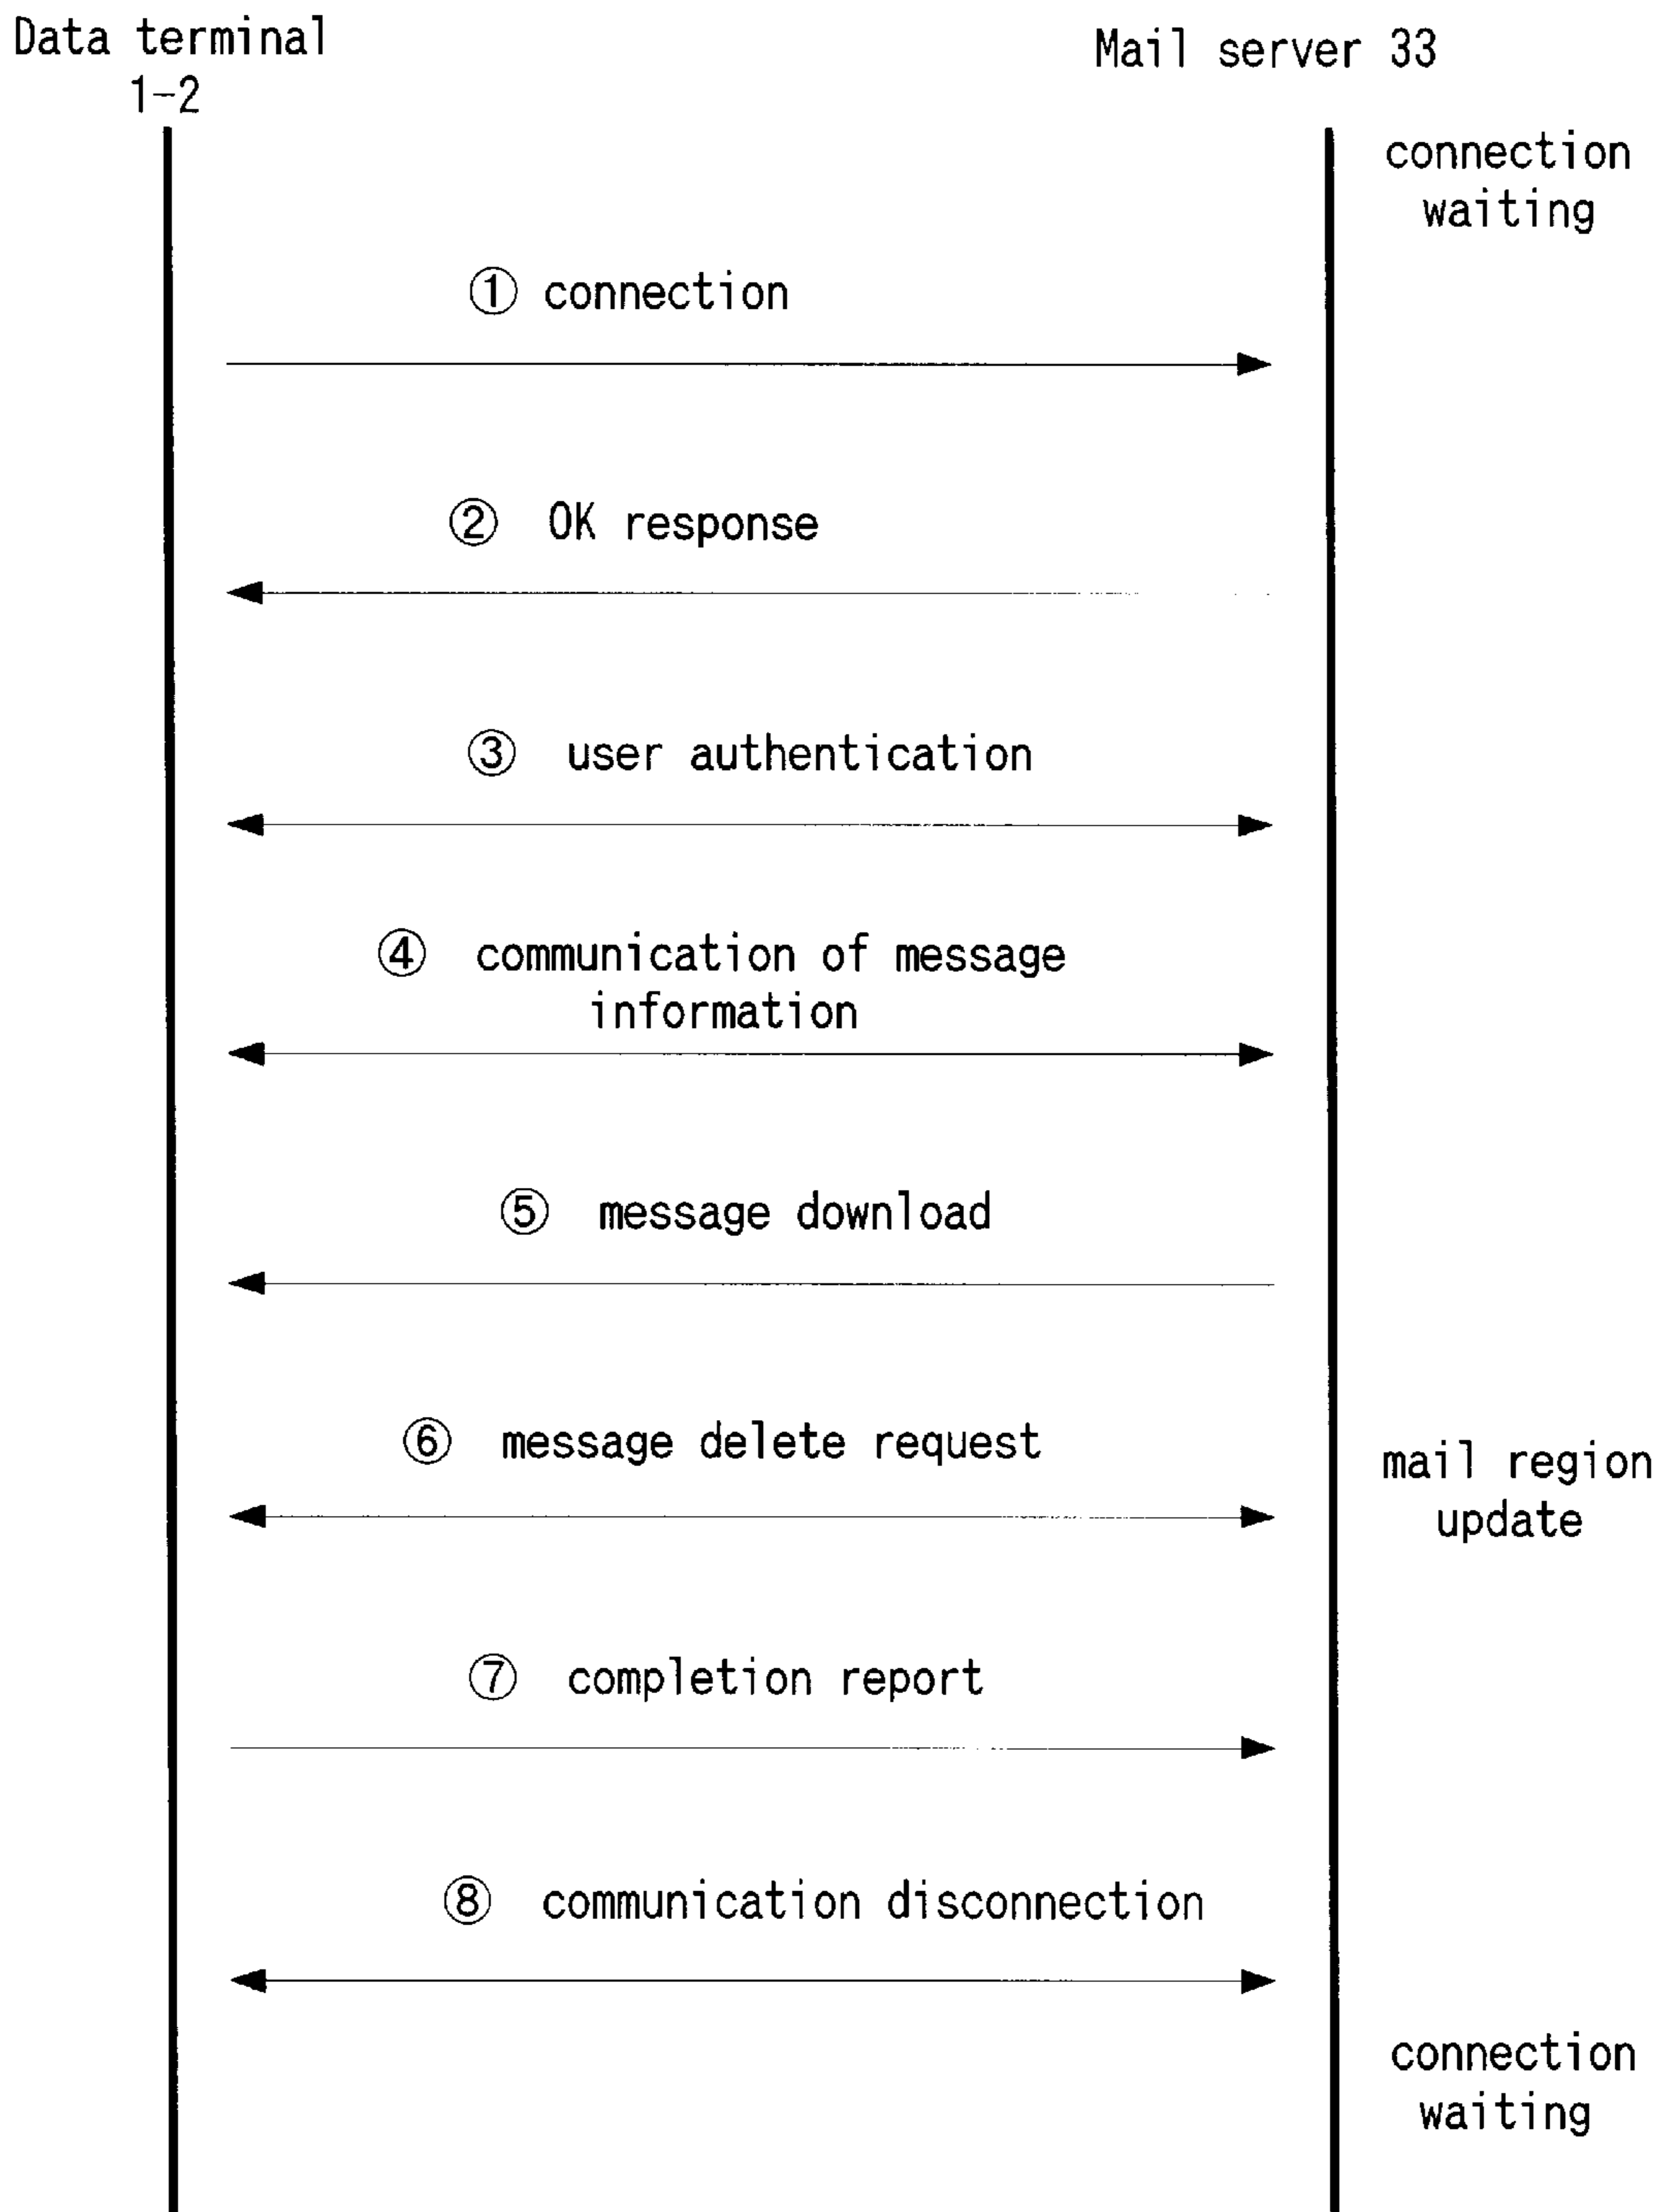 Data terminal
1-2
Mail server 33
connection
waiting
① connection
② OK response
③ user authentication
④ communication of message
information
⑤ message download
⑥ message delete request
mail region
update
⑦ completion report
⑧ communication disconnection
connection
waiting